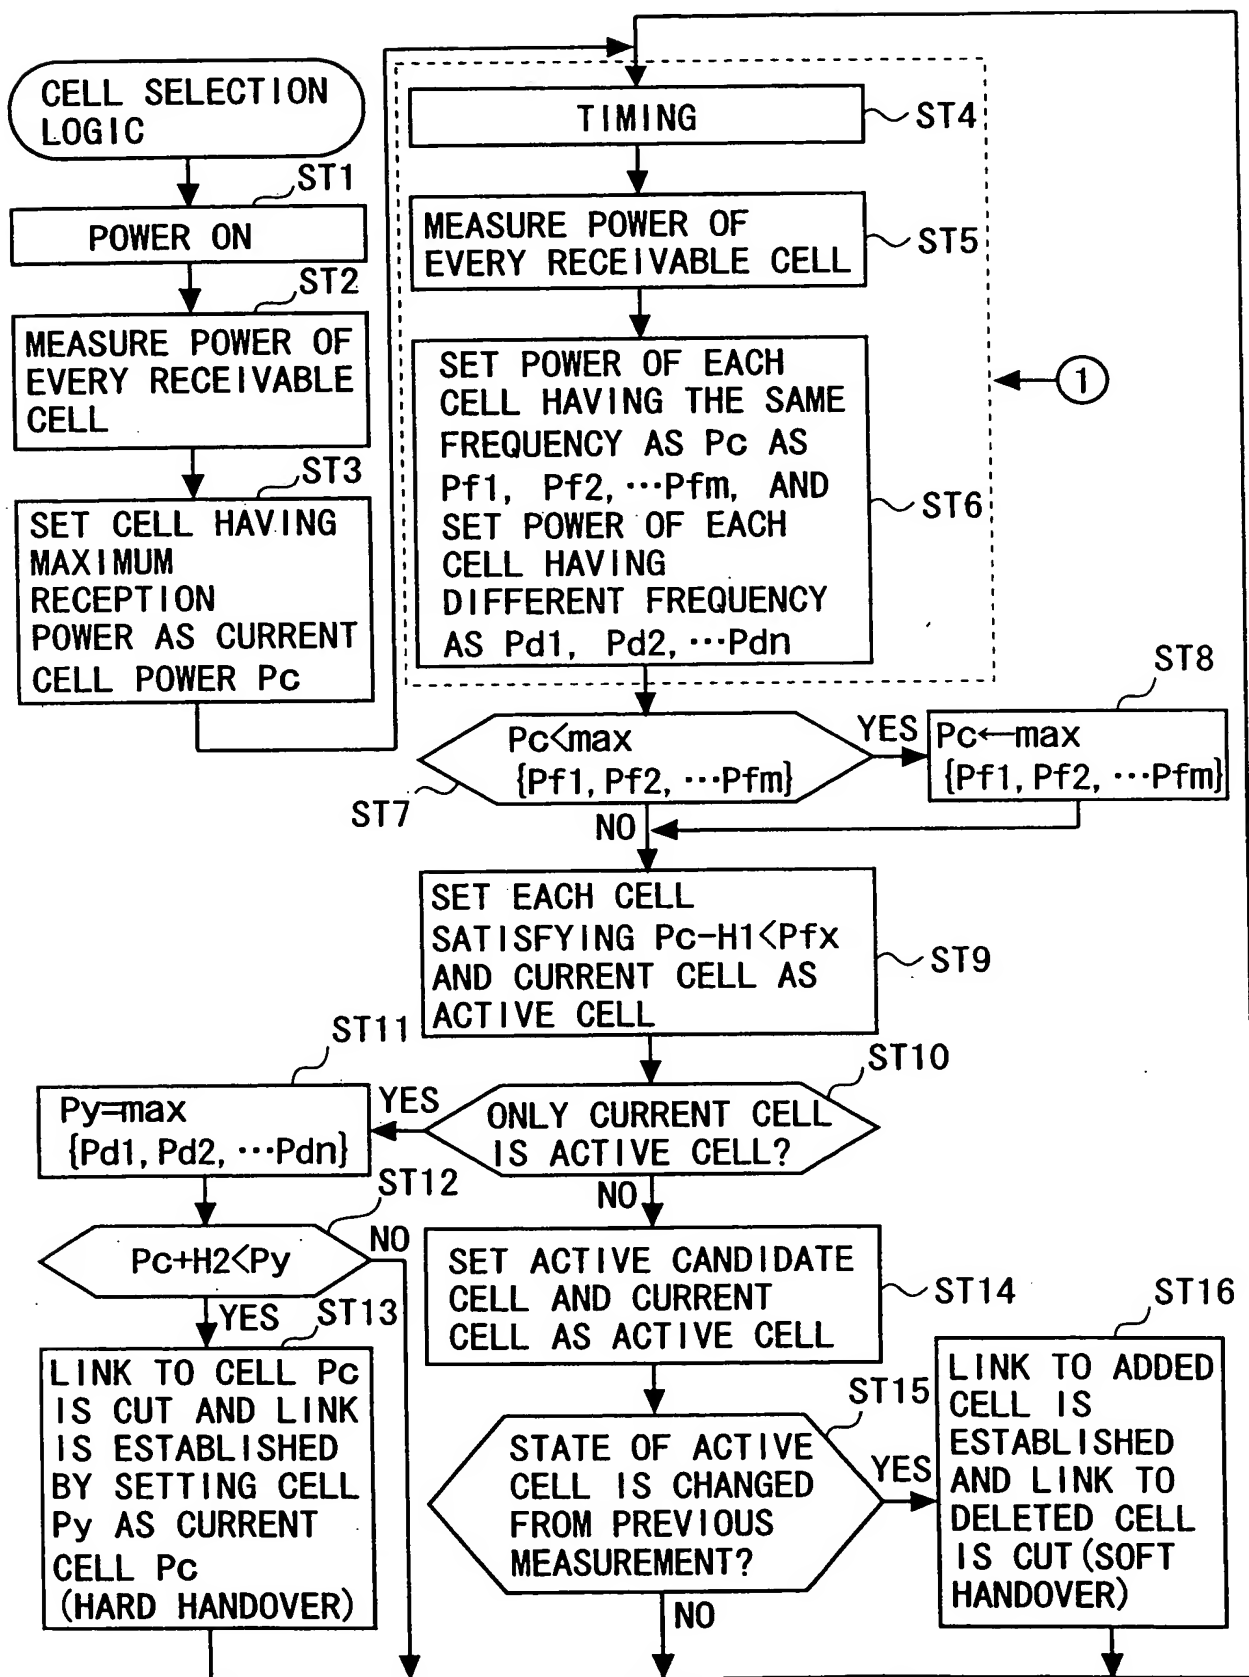 CELL SELECTION
LOGIC
ST1
POWER ON
ST2
MEASURE POWER OF
EVERY RECEIVABLE
CELL
ST3
SET CELL HAVING
MAXIMUM
RECEPTION
POWER AS CURRENT
CELL POWER Pc
TIMING
ST4
MEASURE POWER OF
EVERY RECEIVABLE CELL
ST5
SET POWER OF EACH
CELL HAVING THE SAME
FREQUENCY AS Pc AS
Pf1, Pf2, ···Pfm, AND
SET POWER OF EACH
CELL HAVING
DIFFERENT FREQUENCY
AS Pd1, Pd2, ···Pdn
ST6
1
Pc<max
{Pf1, Pf2, ···Pfm}
ST7
YES
NO
ST8
Pc←max
{Pf1, Pf2, ···Pfm}
SET EACH CELL
SATISFYING Pc-H1<Pfx
AND CURRENT CELL AS
ACTIVE CELL
ST9
ST10
ONLY CURRENT CELL
IS ACTIVE CELL?
YES
NO
ST11
Py=max
{Pd1, Pd2, ···Pdn}
ST12
Pc+H2<Py
NO
YES
ST13
LINK TO CELL Pc
IS CUT AND LINK
IS ESTABLISHED
BY SETTING CELL
Py AS CURRENT
CELL Pc
(HARD HANDOVER)
SET ACTIVE CANDIDATE
CELL AND CURRENT
CELL AS ACTIVE CELL
ST14
ST15
STATE OF ACTIVE
CELL IS CHANGED
FROM PREVIOUS
MEASUREMENT?
YES
NO
ST16
LINK TO ADDED
CELL IS
ESTABLISHED
AND LINK TO
DELETED CELL
IS CUT(SOFT
HANDOVER)